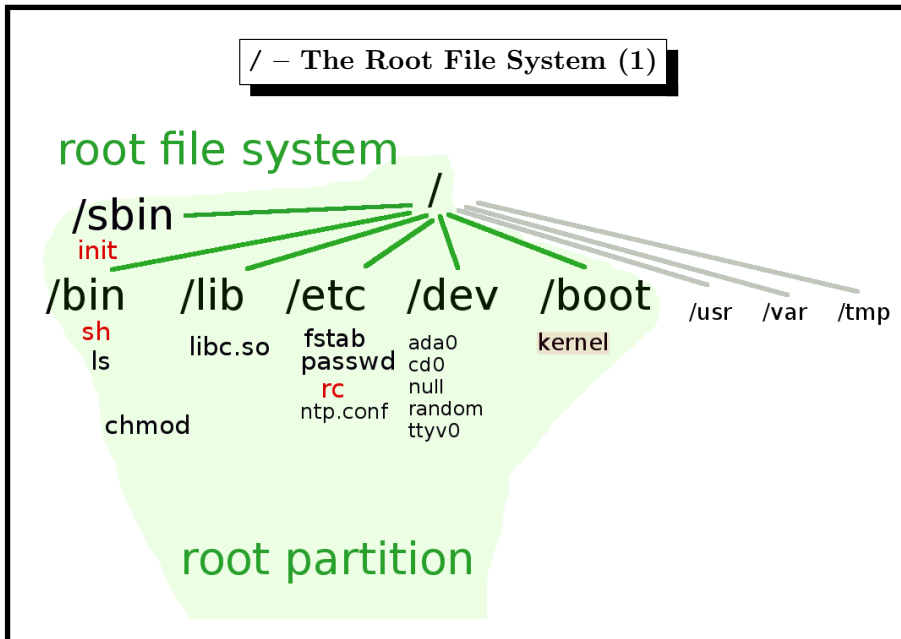 / – The Root File System (1)
root file system
/
/sbin
init
/bin /lib /etc /dev /boot /usr /var /tmp
sh
ls
chmod
libc.so
fstab
passwd
rc
ntp.conf
ada0
cd0
null
random
ttyv0
kernel
root partition